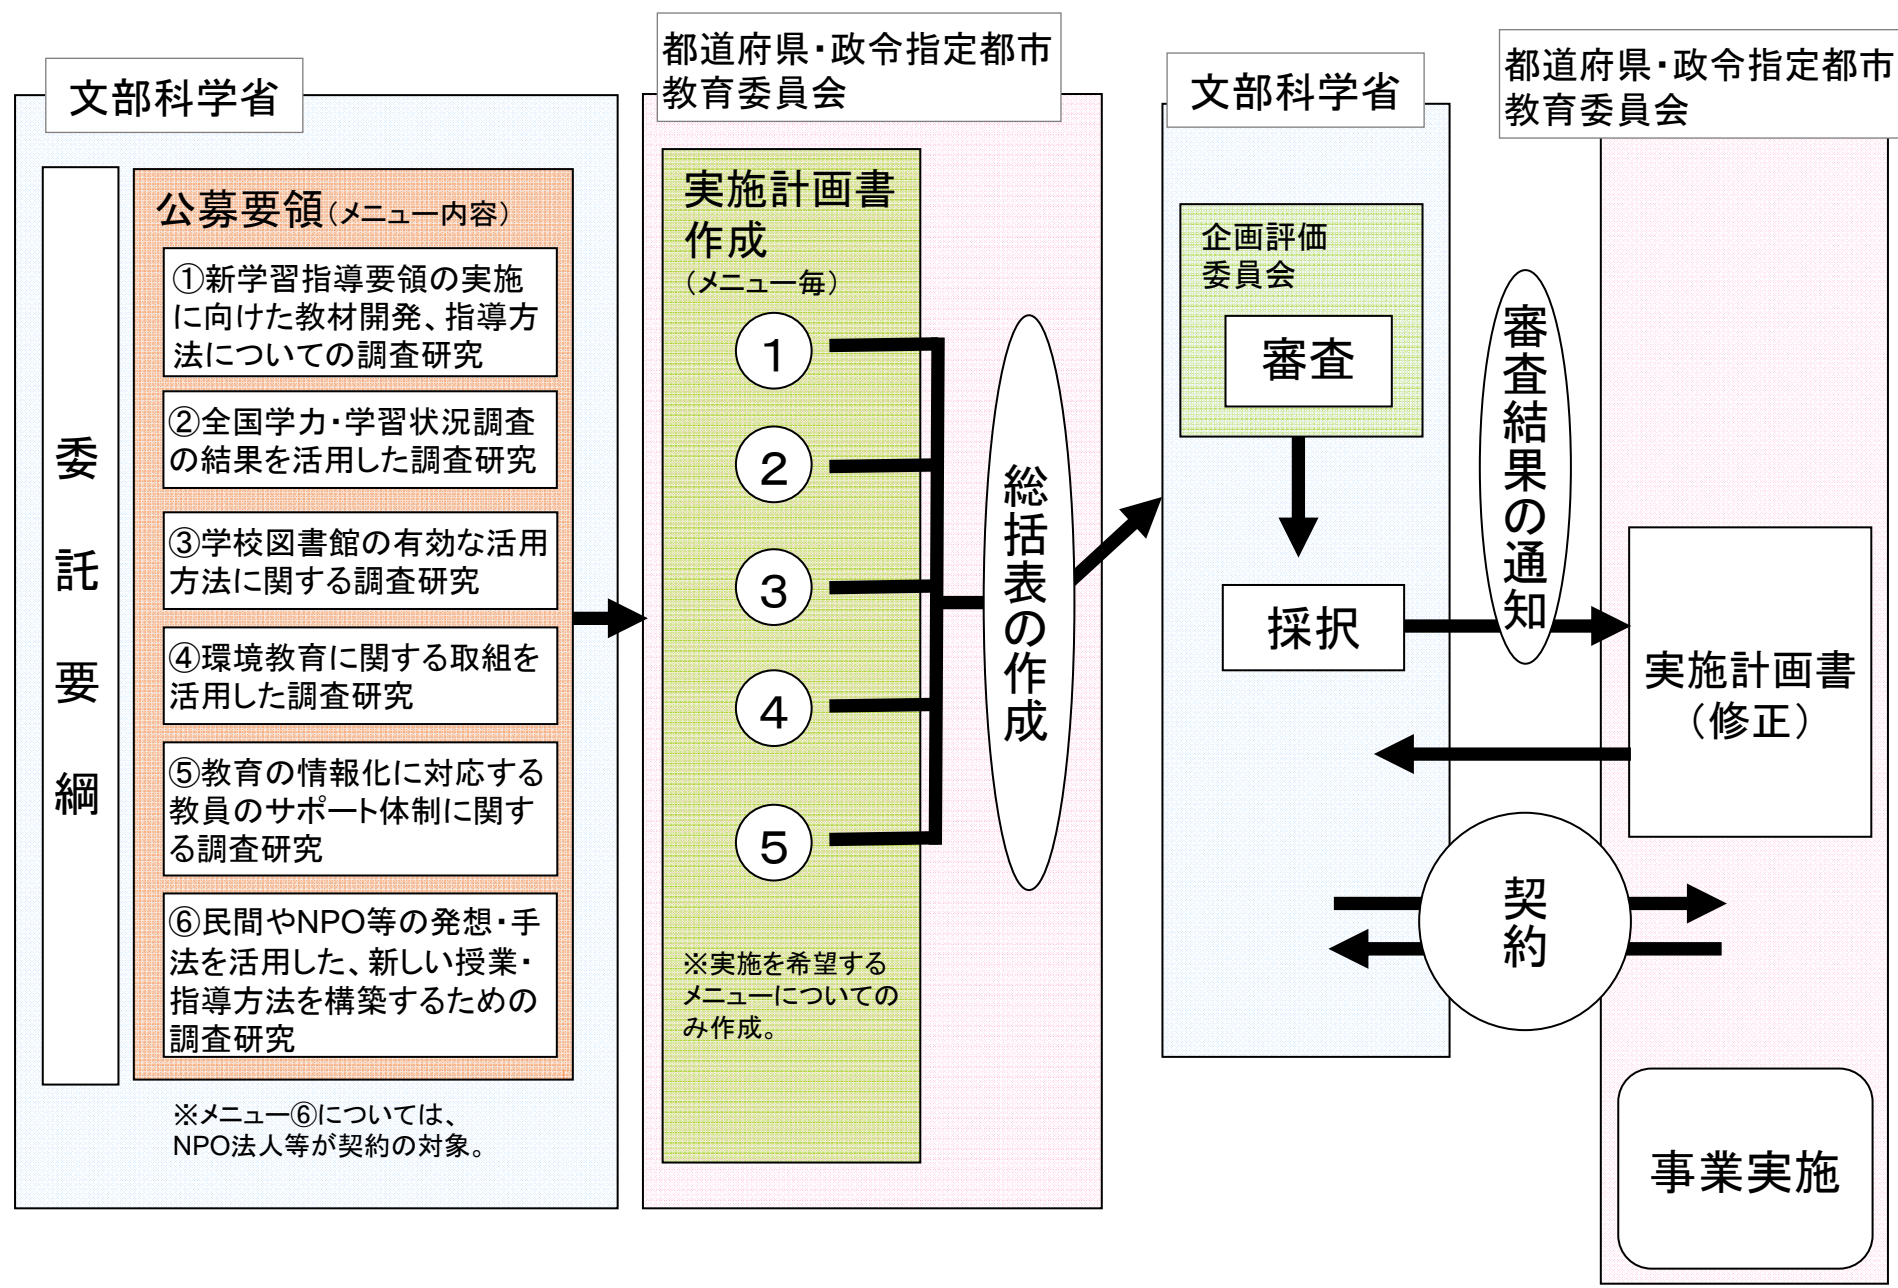 文部科学省
委
託
要
綱
公募要領(メニュー内容)
①新学習指導要領の実施
に向けた教材開発、指導方
法についての調査研究
②全国学力・学習状況調査
の結果を活用した調査研究
③学校図書館の有効な活用
方法に関する調査研究
④環境教育に関する取組を
活用した調査研究
⑤教育の情報化に対応する
教員のサポート体制に関す
る調査研究
⑥民間やNPO等の発想・手
法を活用した、新しい授業・
指導方法を構築するための
調査研究
※メニュー⑥については、
NPO法人等が契約の対象。
都道府県・政令指定都市
教育委員会
実施計画書
作成
(メニュー毎)
1
2
3
4
5
※実施を希望する
メニューについての
み作成。
総括表の作成
文部科学省
企画評価
委員会
審査
採択
審査結果の通知
契約
都道府県・政令指定都市
教育委員会
実施計画書
(修正)
事業実施